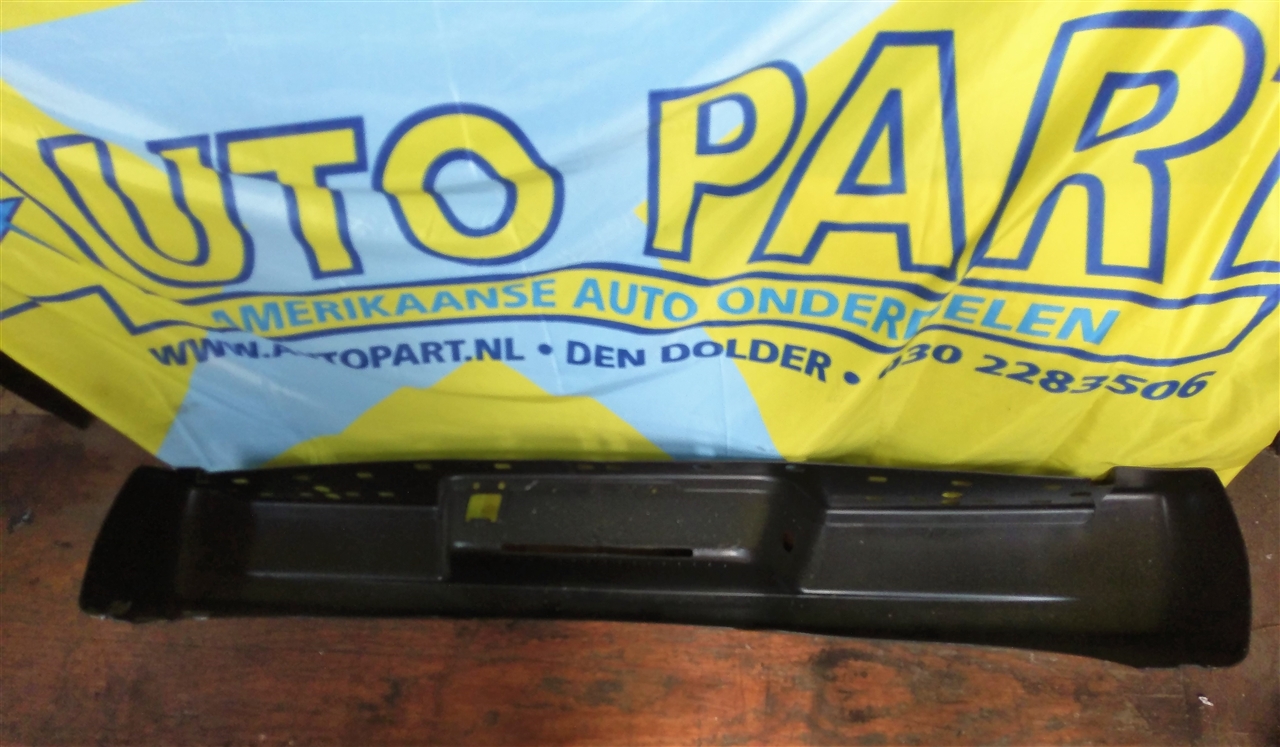 AUTO PAR
AMERIKAANSE AUTO ONDERDELEN
WWW.AUTOPART.NL • DEN DOLDER • 030 2283506